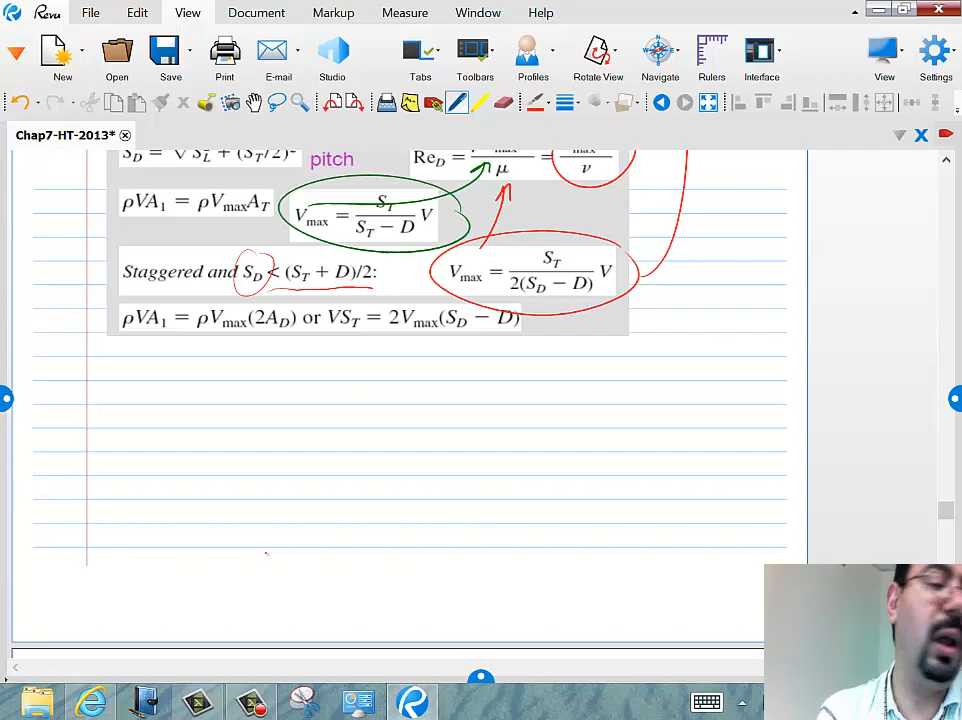 Revu File Edit View Document Markup Measure Window Help
New Open Save Print E-mail Studio Tabs Toolbars Profiles Rotate View Navigate Rulers Interface View Settings
Chap7-HT-2013*
pitch
Re_D = = 
μ ν
ρVA₁ = ρV_maxA_T
V_max = S_T / (S_T − D) V
Staggered and S_D < (S_T + D)/2:
V_max = S_T / 2(S_D − D) V
ρVA₁ = ρV_max(2A_D) or VS_T = 2V_max(S_D − D)